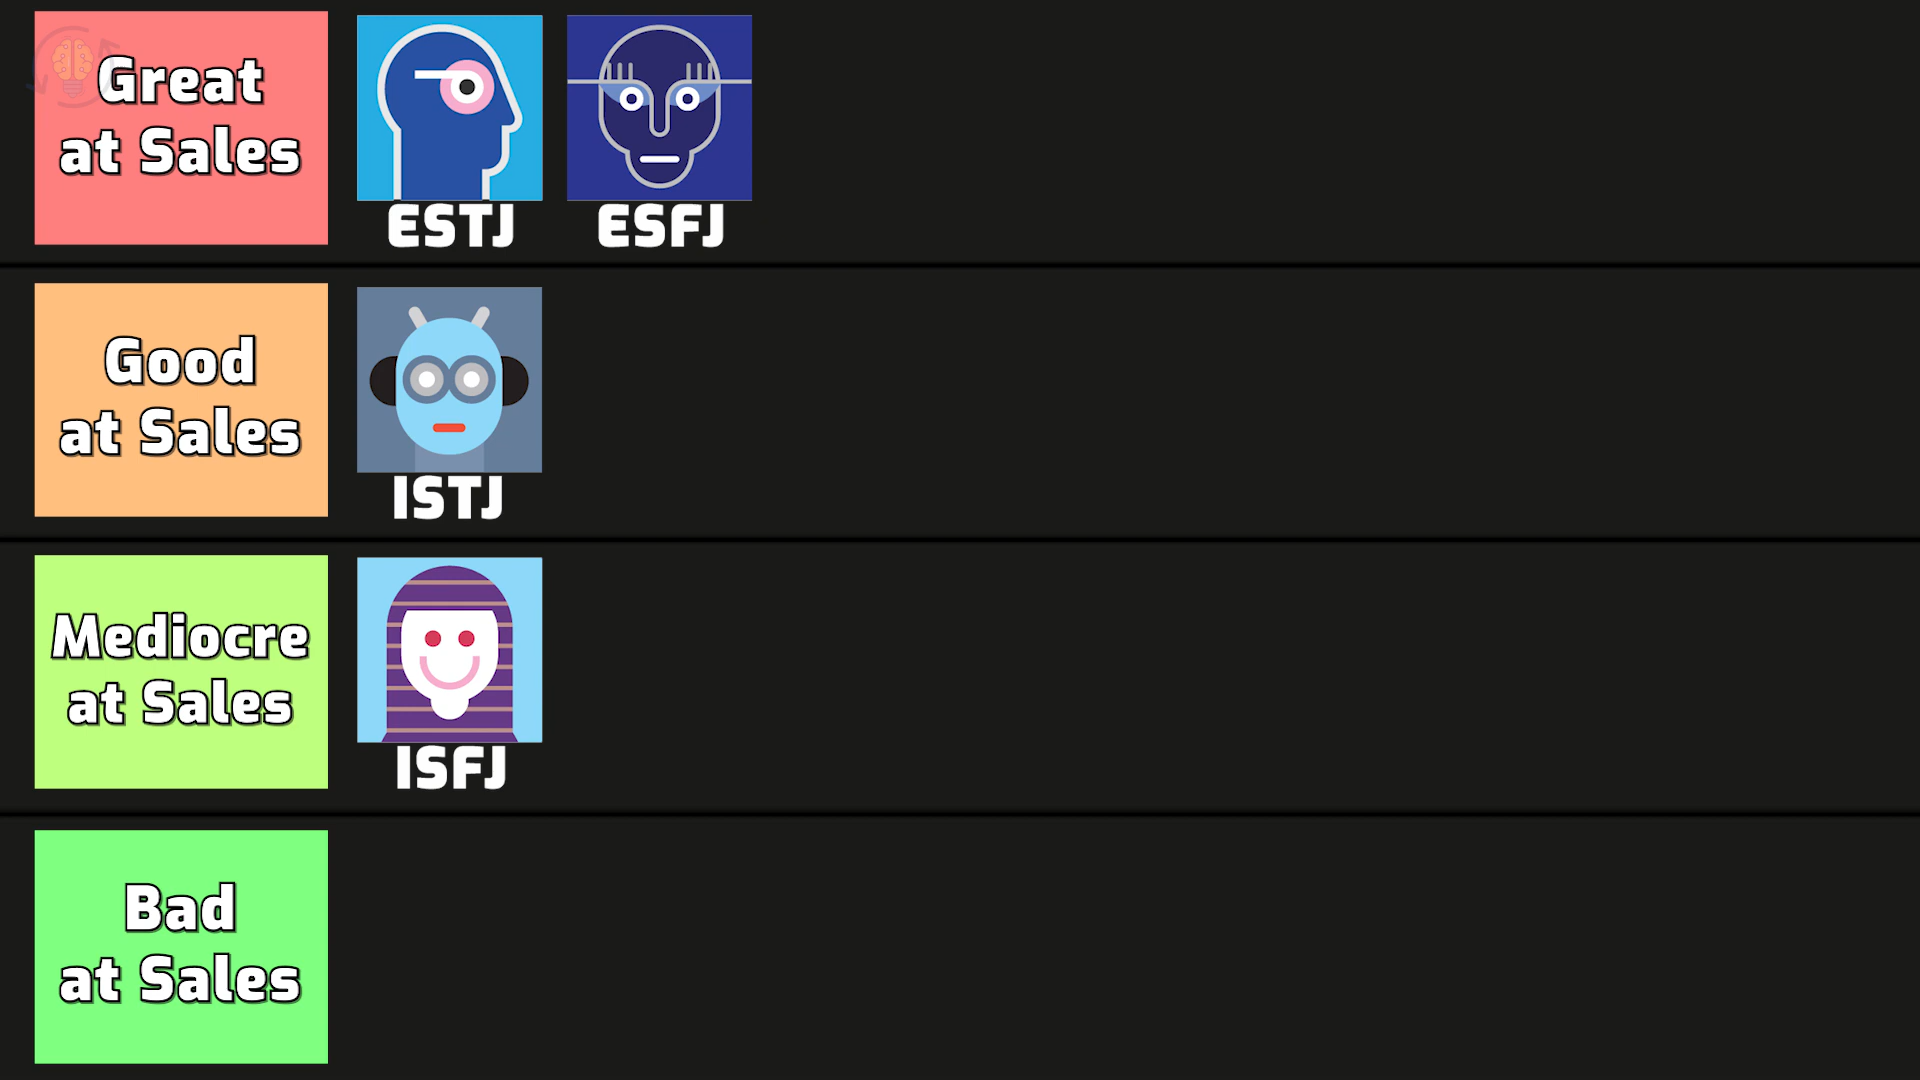 Great
at Sales
ESTJ
ESFJ
Good
at Sales
ISTJ
Mediocre
at Sales
ISFJ
Bad
at Sales